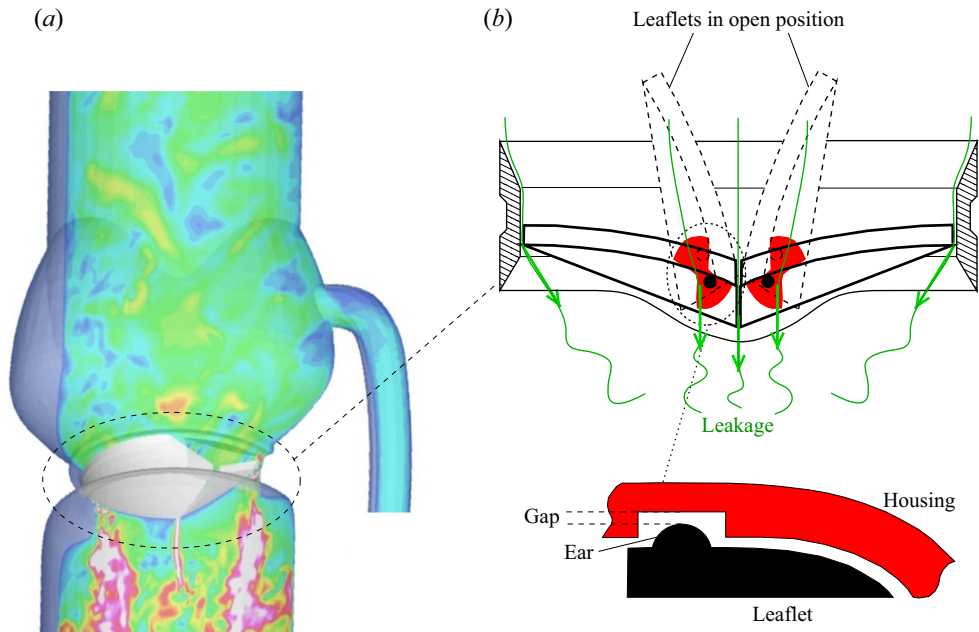 (a)
(b)
Leaflets in open position
Leakage
Housing
Gap
Ear
Leaflet